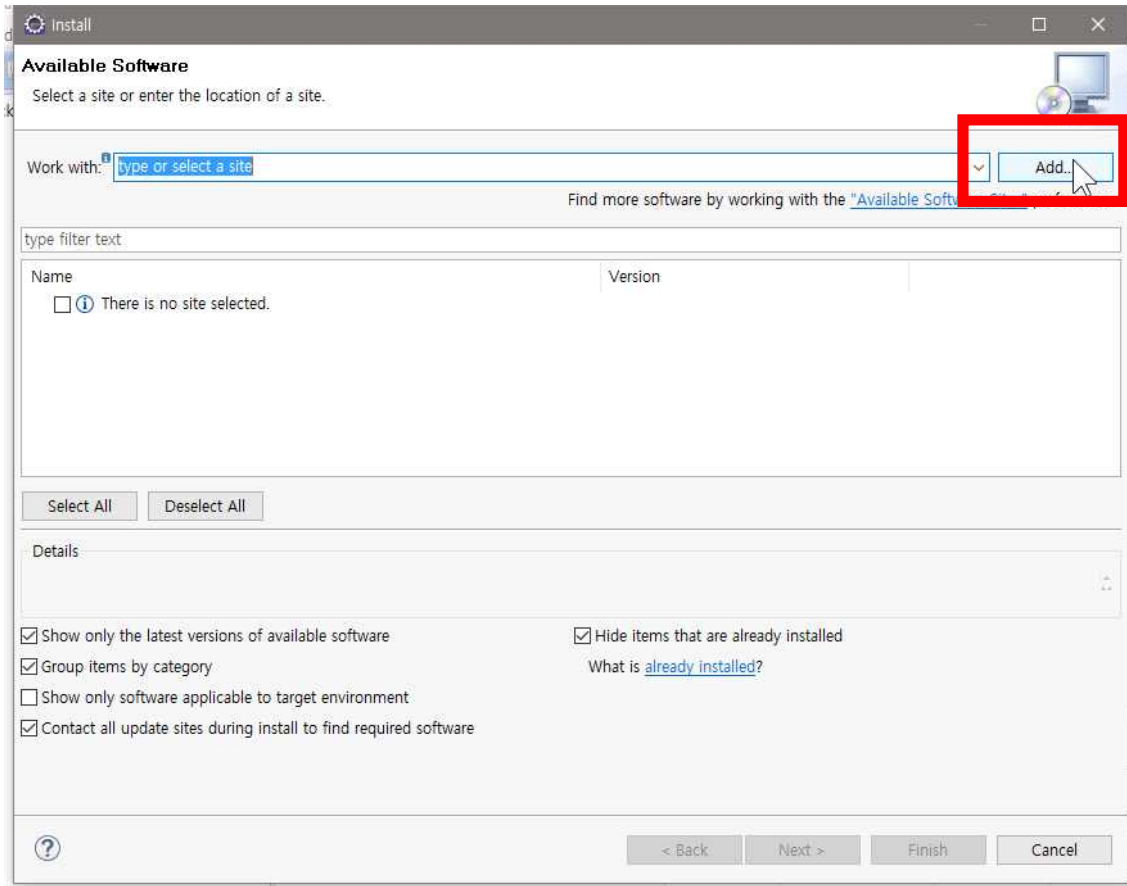 Install
Available Software
Select a site or enter the location of a site.
Work with: type or select a site Add...
Find more software by working with the "Available Software
type filter text
Name Version
There is no site selected.
Select All Deselect All
Details
Show only the latest versions of available software Hide items that are already installed
Group items by category What is already installed?
Show only software applicable to target environment
Contact all update sites during install to find required software
< Back Next > Finish Cancel